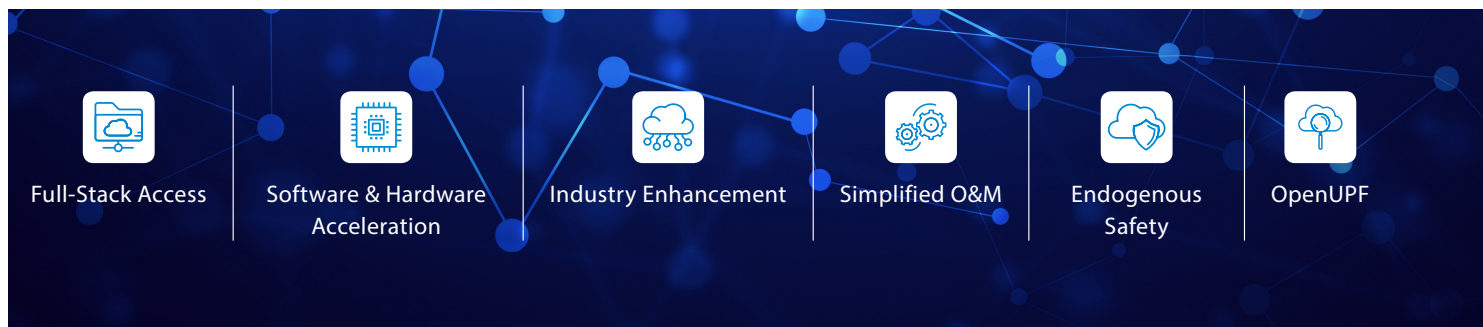 Full-Stack Access
Software & Hardware
Acceleration
Industry Enhancement
Simplified O&M
Endogenous
Safety
OpenUPF